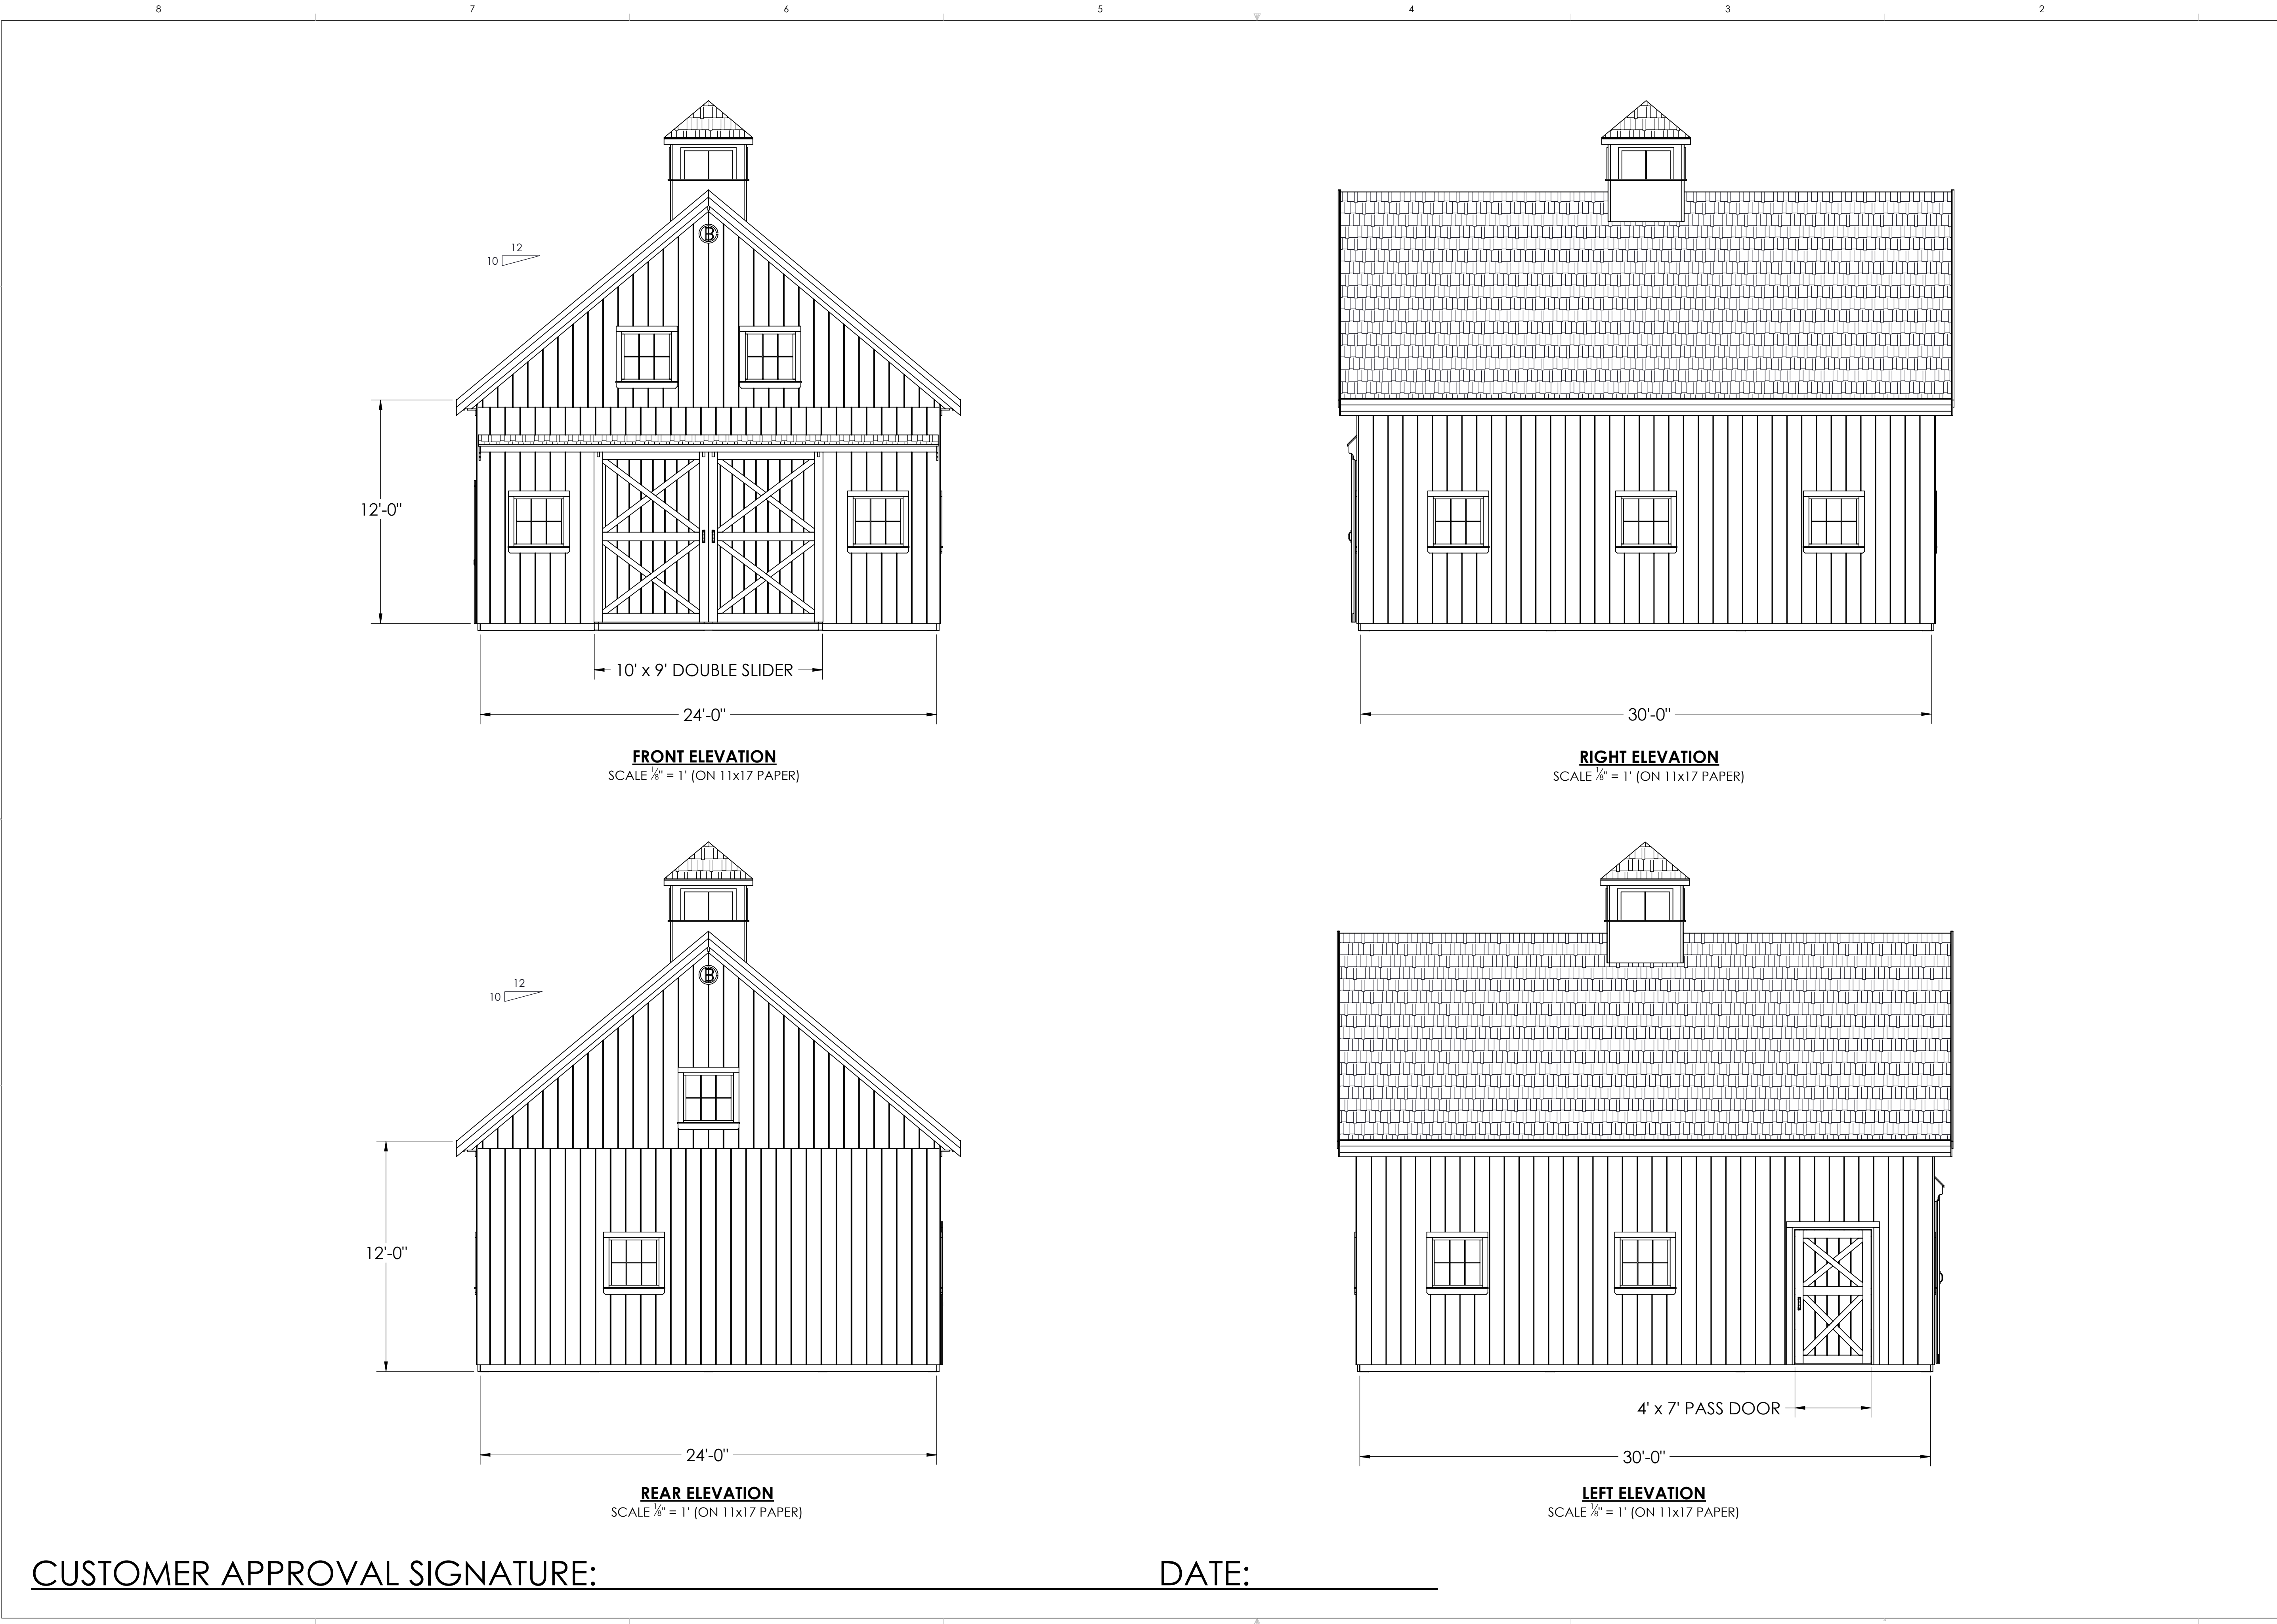 8 7 6 5 4 3 2
12
10
B
12'-0"
10' x 9' DOUBLE SLIDER
24'-0"
FRONT ELEVATION
SCALE ⅛" = 1' (ON 11x17 PAPER)
30'-0"
RIGHT ELEVATION
SCALE ⅛" = 1' (ON 11x17 PAPER)
12
10
B
12'-0"
24'-0"
REAR ELEVATION
SCALE ⅛" = 1' (ON 11x17 PAPER)
4' x 7' PASS DOOR
30'-0"
LEFT ELEVATION
SCALE ⅛" = 1' (ON 11x17 PAPER)
CUSTOMER APPROVAL SIGNATURE: DATE: